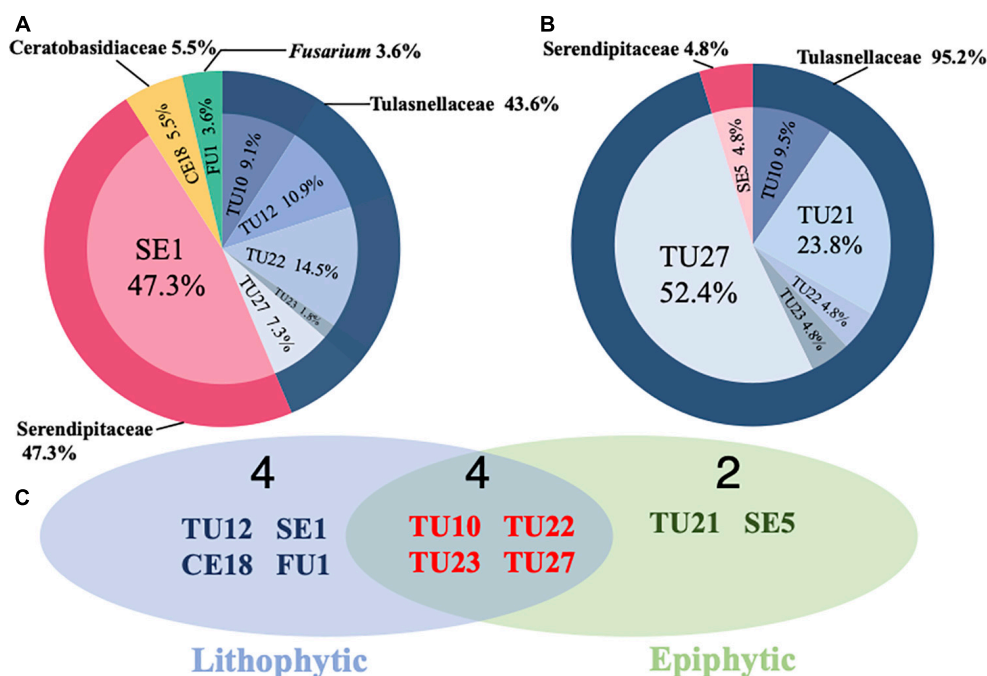 A
Ceratobasidiaceae 5.5%
Fusarium 3.6%
Tulasnellaceae 43.6%
CE18 5.5%
FU1 3.6%
TU10 9.1%
TU12 10.9%
TU22 14.5%
TU23 1.8%
TU27 7.3%
SE1
47.3%
Serendipitaceae
47.3%
B
Serendipitaceae 4.8%
Tulasnellaceae 95.2%
SE5 4.8%
TU10 9.5%
TU21
23.8%
TU22 4.8%
TU23 4.8%
TU27
52.4%
C
4
4
2
TU12 SE1
CE18 FU1
TU10 TU22
TU23 TU27
TU21 SE5
Lithophytic
Epiphytic